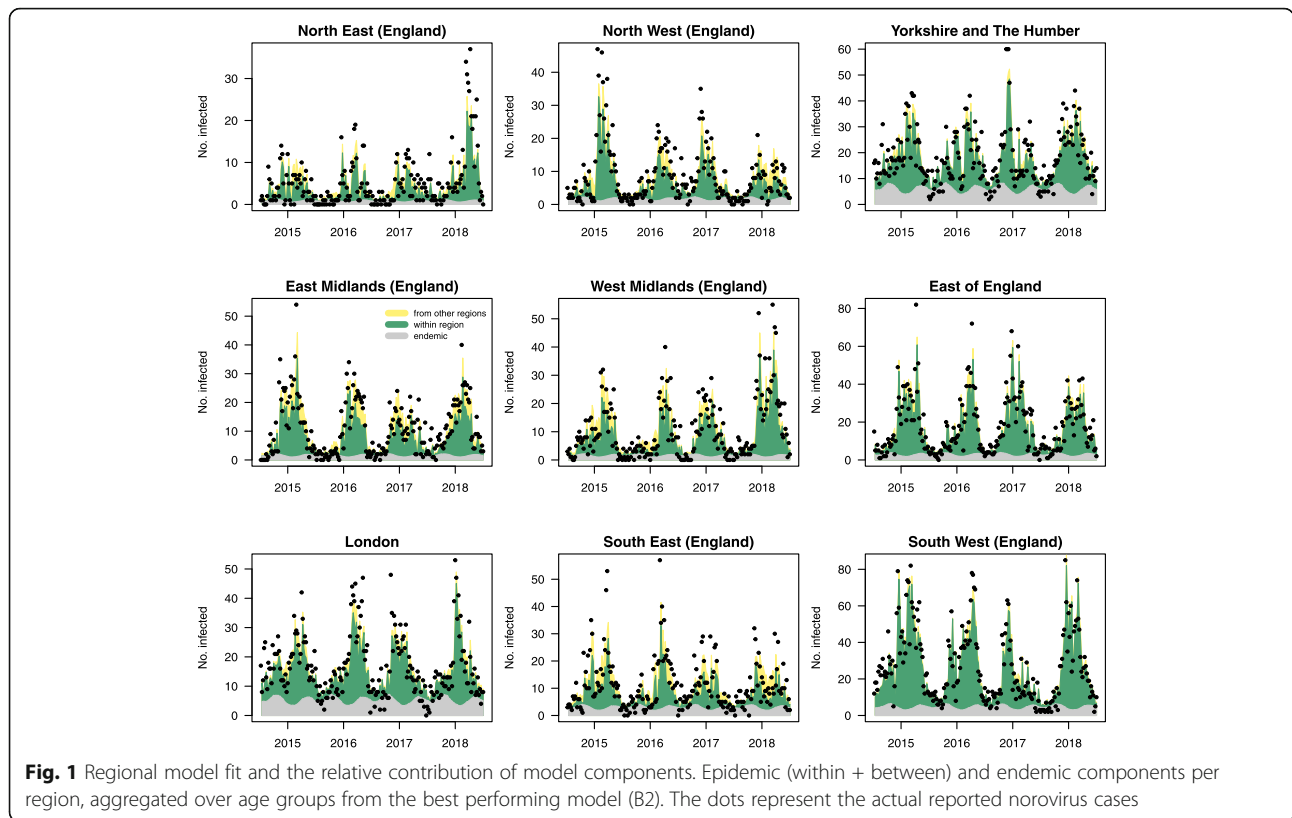 North East (England)
No. infected
30
20
10
0
2015 2016 2017 2018
North West (England)
No. infected
40
30
20
10
0
2015 2016 2017 2018
Yorkshire and The Humber
No. infected
60
50
40
30
20
10
0
2015 2016 2017 2018
East Midlands (England)
No. infected
50
40
30
20
10
0
from other regions
within region
endemic
2015 2016 2017 2018
West Midlands (England)
No. infected
50
40
30
20
10
0
2015 2016 2017 2018
East of England
No. infected
80
60
40
20
0
2015 2016 2017 2018
London
No. infected
50
40
30
20
10
0
2015 2016 2017 2018
South East (England)
No. infected
50
40
30
20
10
0
2015 2016 2017 2018
South West (England)
No. infected
80
60
40
20
0
2015 2016 2017 2018
Fig. 1 Regional model fit and the relative contribution of model components. Epidemic (within + between) and endemic components per
region, aggregated over age groups from the best performing model (B2). The dots represent the actual reported norovirus cases